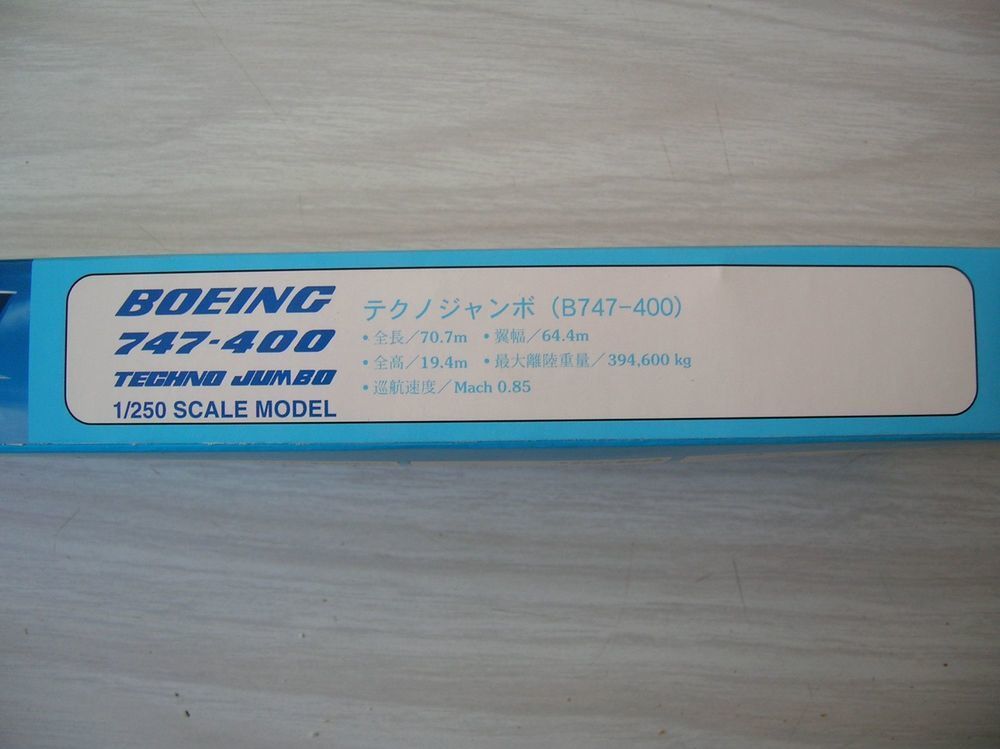 BOEING
747-400
TECHNO JUMBO
1/250 SCALE MODEL
テクノジャンボ（B747-400）
・全長／70.7m ・翼幅／64.4m
・全高／19.4m ・最大離陸重量／394,600 kg
・巡航速度／Mach 0.85